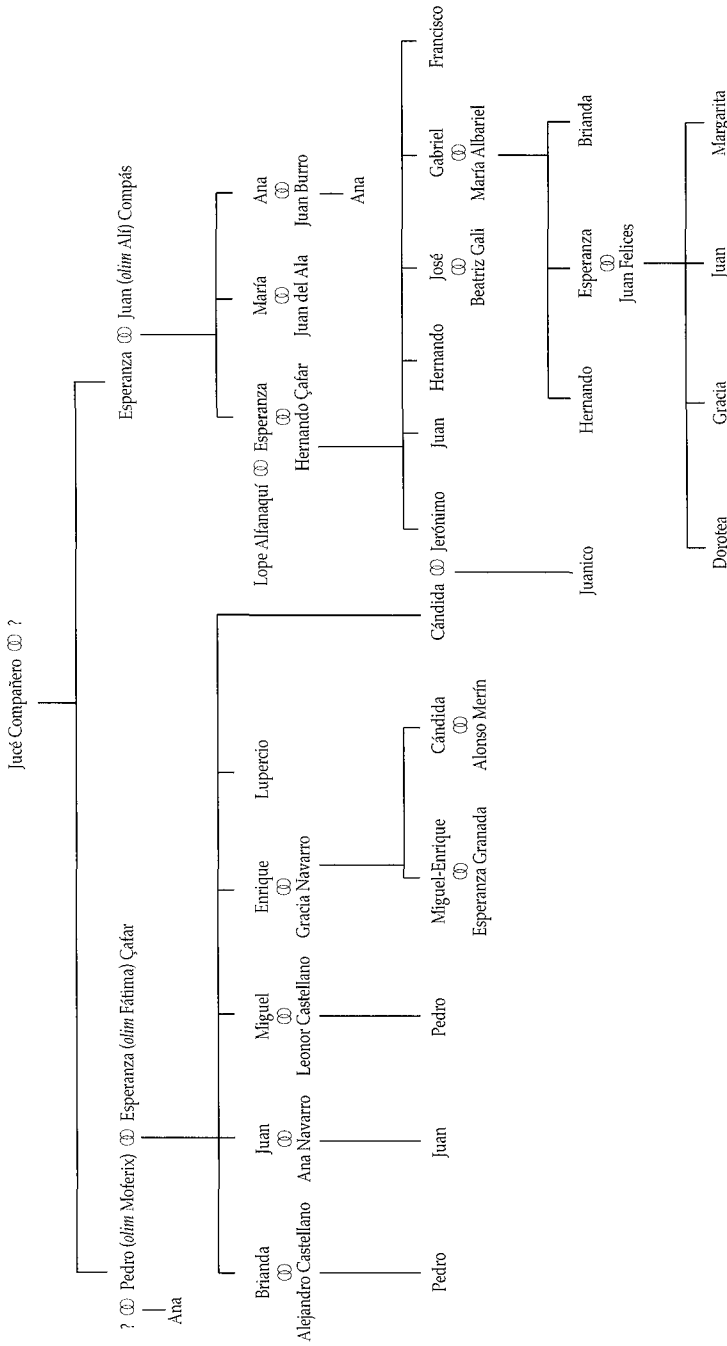 Jucé Compañero ⚭ ?
? ⚭ Pedro (olim Moferix) ⚭ Esperanza (olim Fátima) Çafar
Esperanza ⚭ Juan (olim Alí) Compás
Ana
Brianda
⚭
Alejandro Castellano
Juan
⚭
Ana Navarro
Miguel
⚭
Leonor Castellano
Enrique
⚭
Gracia Navarro
Lupercio
Lope Alfanaquí ⚭ Esperanza
⚭
Hernando Çafar
María
⚭
Juan del Ala
Ana
⚭
Juan Burro
Ana
Pedro
Juan
Pedro
Miguel-Enrique
⚭
Esperanza Granada
Cándida
⚭
Alonso Merín
Cándida ⚭ Jerónimo
Juan
Hernando
José
⚭
Beatriz Gali
Gabriel
⚭
María Albariel
Francisco
Juanico
Hernando
Esperanza
⚭
Juan Felices
Brianda
Dorotea
Gracia
Juan
Margarita